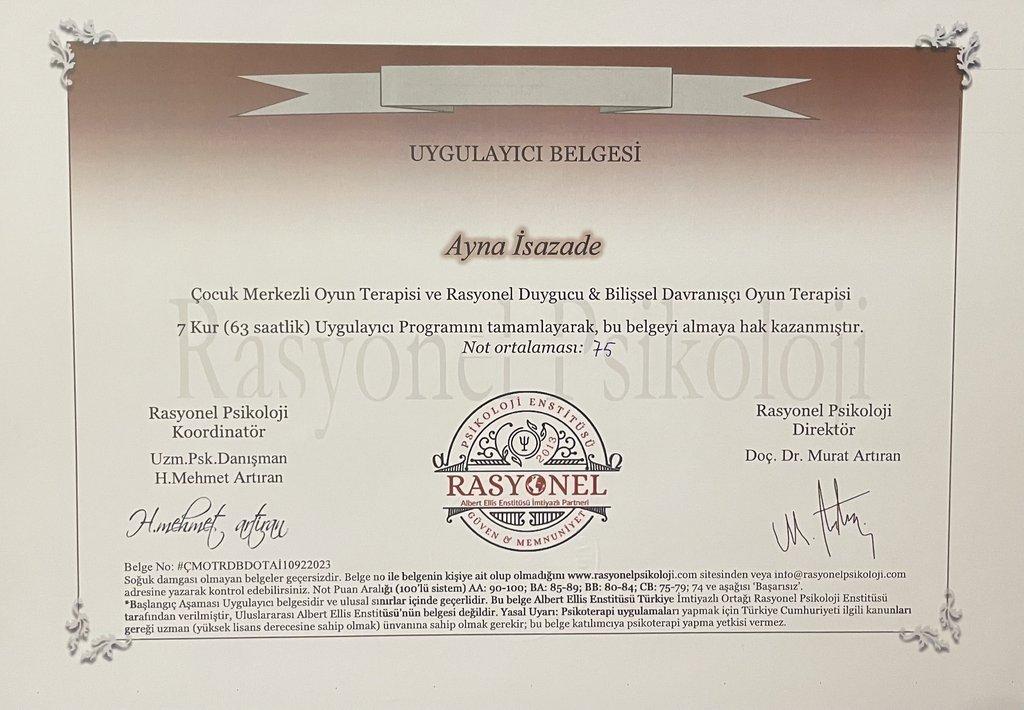 UYGULAYICI BELGESİ
Ayna İsazade
Çocuk Merkezli Oyun Terapisi ve Rasyonel Duygucu & Bilişsel Davranışçı Oyun Terapisi
7 Kur (63 saatlik) Uygulayıcı Programını tamamlayarak, bu belgeyi almaya hak kazanmıştır.
Not ortalaması: 75
Rasyonel Psikoloji
Rasyonel Psikoloji
Koordinatör
Uzm.Psk.Danışman
H.Mehmet Artıran
H.mehmet artıran
PSİKOLOJİ ENSTİTÜSÜ
2013
RASYONEL
Albert Ellis Enstitüsü İmtiyazlı Partneri
GÜVEN & MEMNUNİYET
Rasyonel Psikoloji
Direktör
Doç. Dr. Murat Artıran
Belge No: #ÇMOTRDBDOTAİ10922023
Soğuk damgası olmayan belgeler geçersizdir. Belge no ile belgenin kişiye ait olup olmadığını www.rasyonelpsikoloji.com sitesinden veya info@rasyonelpsikoloji.com
adresine yazarak kontrol edebilirsiniz. Not Puan Aralığı (100'lü sistem) AA: 90-100; BA: 85-89; BB: 80-84; CB: 75-79; 74 ve aşağısı 'Başarısız'.
*Başlangıç Aşaması Uygulayıcı belgesidir ve ulusal sınırlar içinde geçerlidir. Bu belge Albert Ellis Enstitüsü Türkiye İmtiyazlı Ortağı Rasyonel Psikoloji Enstitüsü
tarafından verilmiştir, Uluslararası Albert Ellis Enstitüsü'nün belgesi değildir. Yasal Uyarı: Psikoterapi uygulamaları yapmak için Türkiye Cumhuriyeti ilgili kanunları
gereği uzman (yüksek lisans derecesine sahip olmak) ünvanına sahip olmak gerekir; bu belge katılımcıya psikoterapi yapma yetkisi vermez.